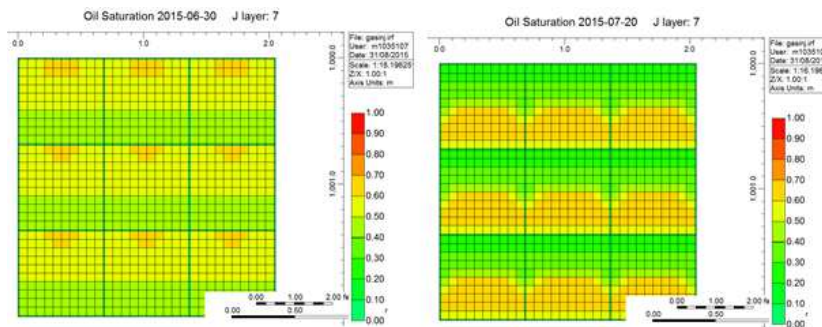 Oil Saturation 2015-06-30 J layer: 7
0.0 1.0 2.0
File: gasinj.irf
User: m1035107
Date: 31/08/2015
Scale: 1:16.19625
Z/X: 1.00:1
Axis Units: m
1,000.0
1,001.0
1.00
0.90
0.80
0.70
0.60
0.50
0.40
0.30
0.20
0.10
0.00
0.00 1.00 2.00
0.00 0.50
Oil Saturation 2015-07-20 J layer: 7
0.0 1.0 2.0
File: gasinj.irf
User: m103510
Date: 31/08/201
Z/X: 1.00:1
Axis Units: m
1,000.0
1,001.0
1.00
0.90
0.80
0.70
0.60
0.50
0.40
0.30
0.20
0.10
0.00
0.00 1.00 2.00
0.00 0.50